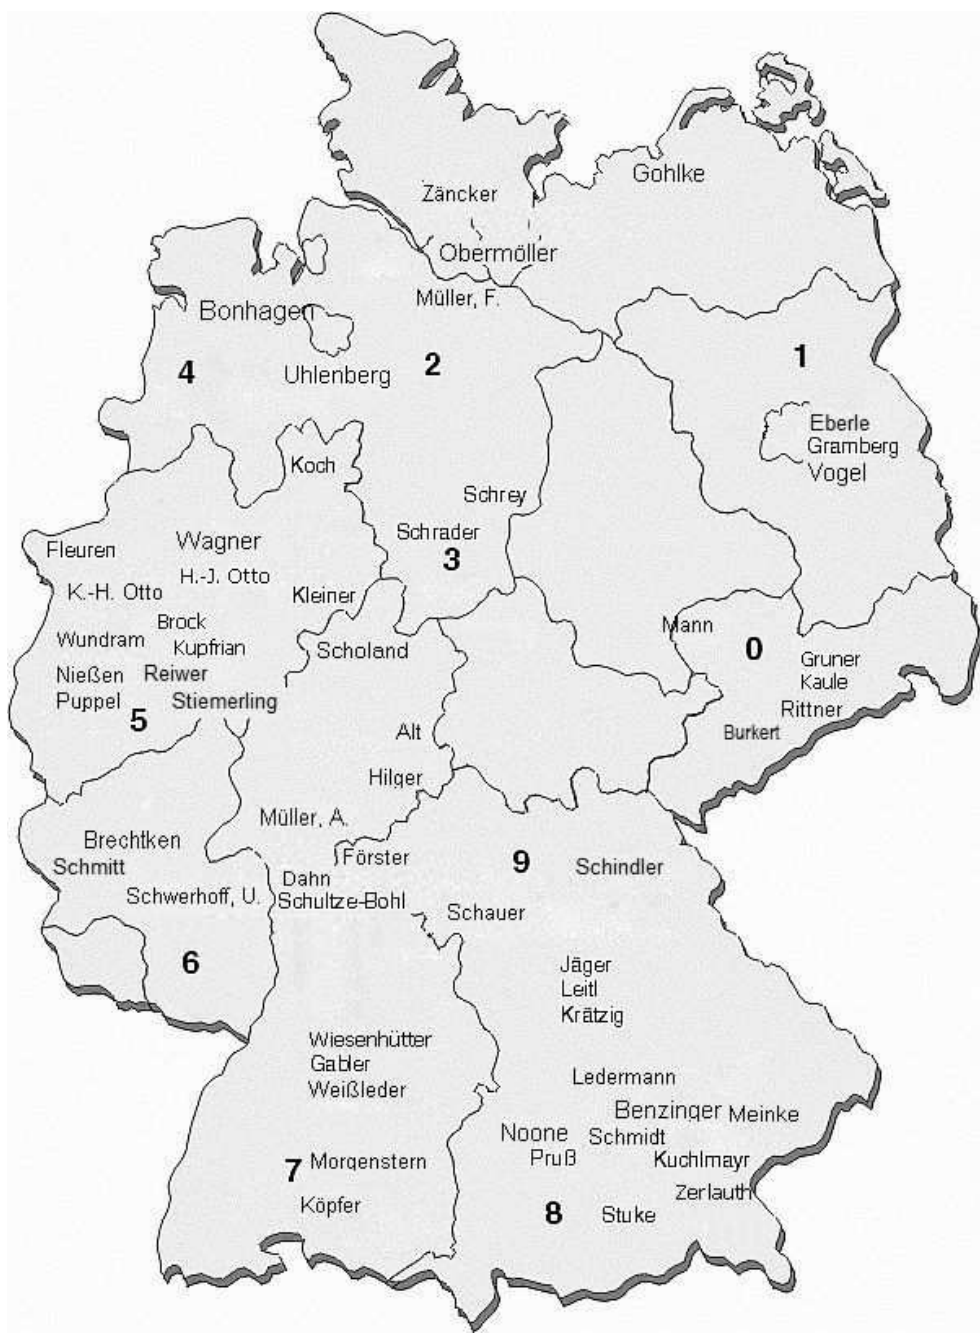 Gohlke
Zäncker
Obermöller
Müller, F.
Bonhagen
1
2
4
Uhlenberg
Eberle
Gramberg
Vogel
Koch
Schrey
Schrader
3
Fleuren
Wagner
H.-J. Otto
K.-H. Otto
Kleiner
Brock
Wundram
Kupfrian
Scholand
Mann
0
Gruner
Kaule
Nießen
Reiwer
Puppel
Stiemerling
5
Rittner
Burkert
Alt
Hilger
Müller, A.
Brechtken
Förster
9
Schindler
Schmitt
Dahn
Schwerhoff, U.
Schultze-Bohl
Schauer
6
Jäger
Leitl
Krätzig
Wiesenhütter
Gabler
Weißleder
Ledermann
Benzinger
Meinke
Noone
Schmidt
Pruß
Kuchlmayr
7
Morgenstern
Zerlauth
Köpfer
8
Stuke